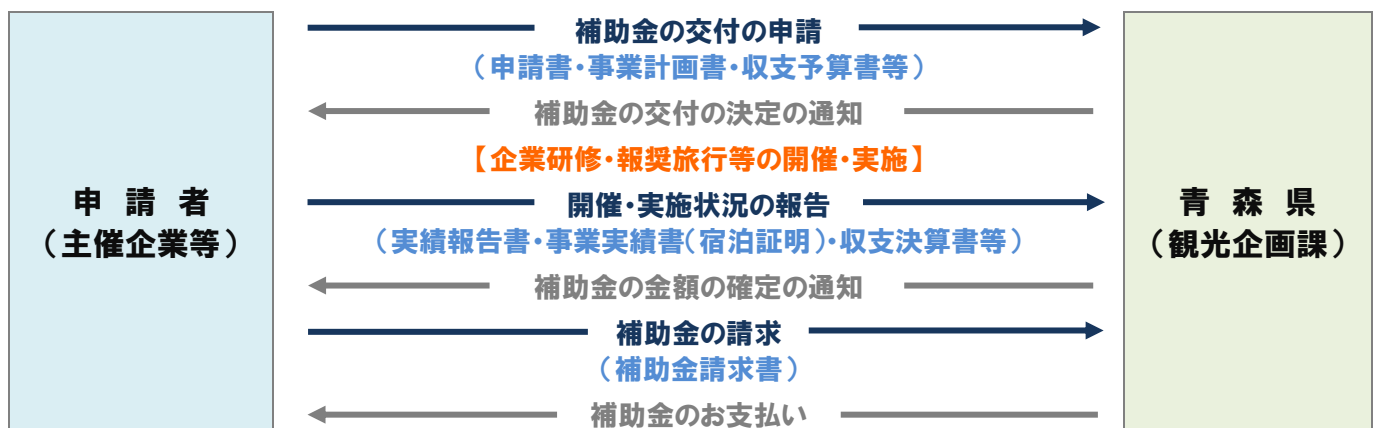 申 請 者
（主催企業等）
補助金の交付の申請
（申請書・事業計画書・収支予算書等）
補助金の交付の決定の通知
【企業研修・報奨旅行等の開催・実施】
開催・実施状況の報告
（実績報告書・事業実績書（宿泊証明）・収支決算書等）
補助金の金額の確定の通知
補助金の請求
（補助金請求書）
補助金のお支払い
青 森 県
（観光企画課）